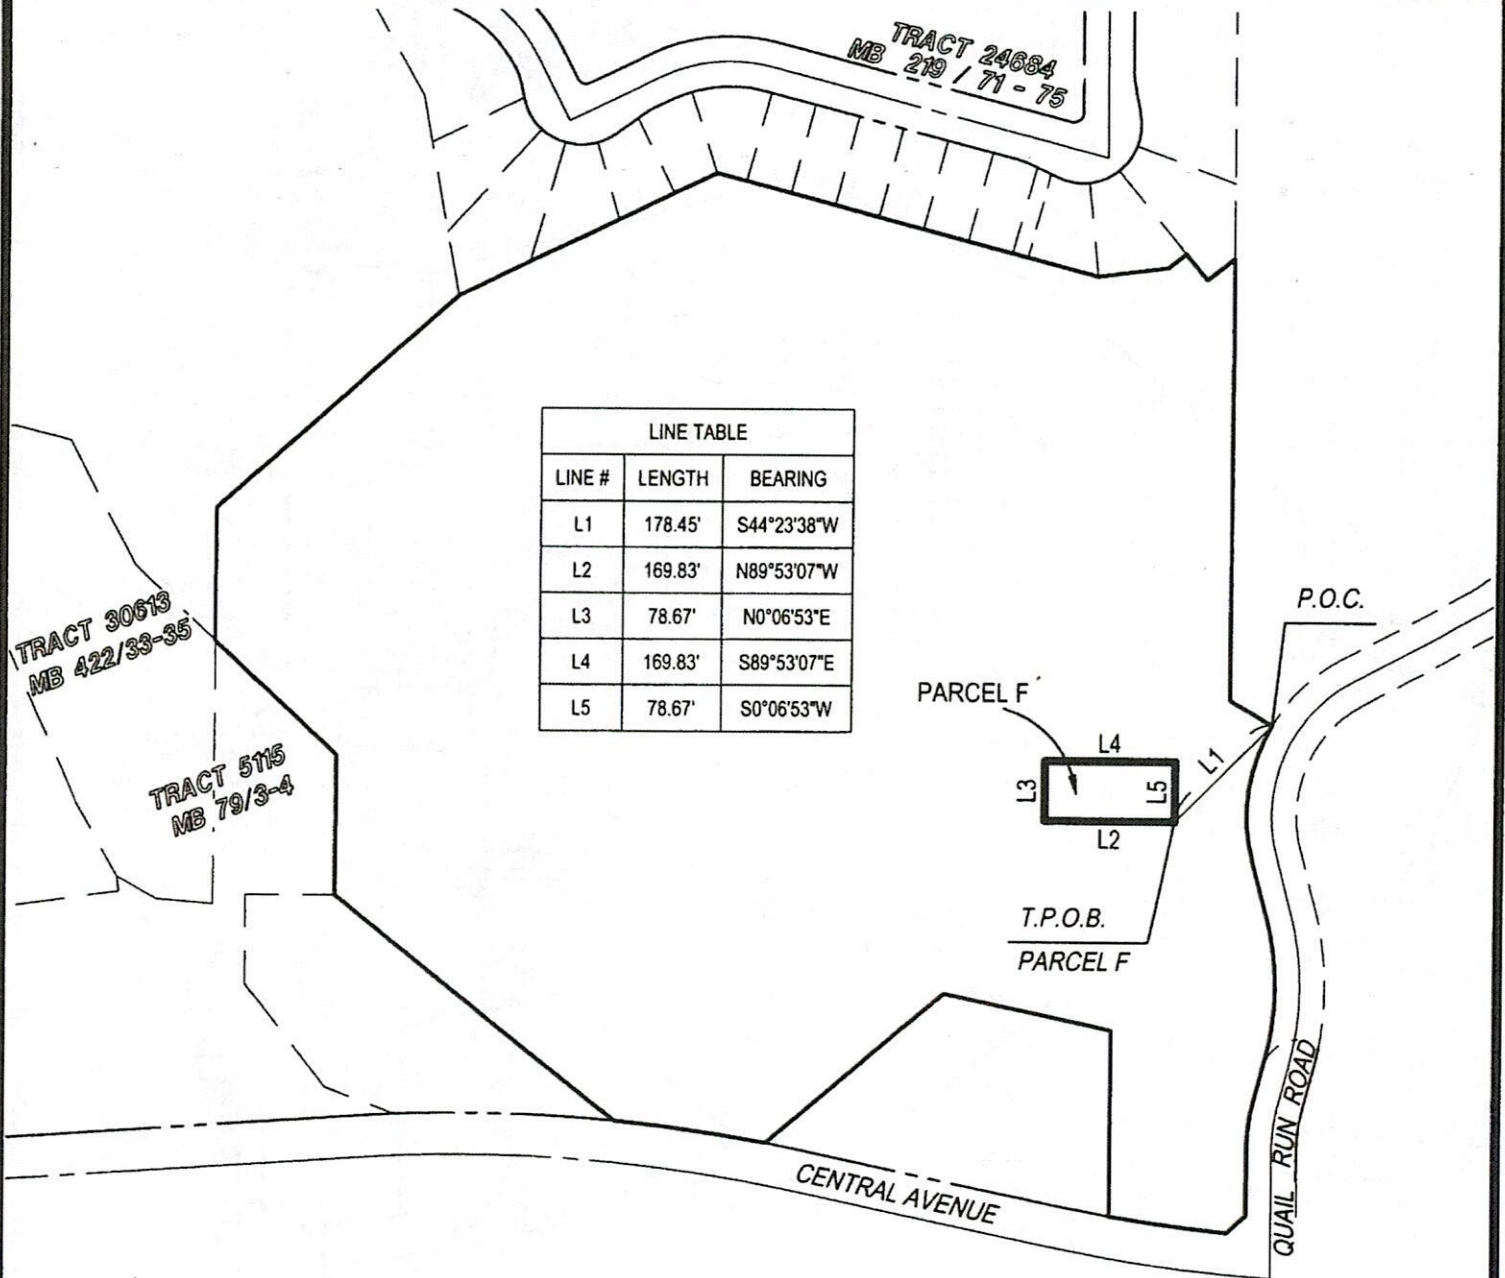 TRACT 24684
MB 219 / 71 - 75
LINE TABLE
LINE # LENGTH BEARING
L1 178.45' S44°23'38"W
L2 169.83' N89°53'07"W
L3 78.67' N0°06'53"E
L4 169.83' S89°53'07"E
L5 78.67' S0°06'53"W
P.O.C.
TRACT 30613
MB 422/33-35
PARCEL F
L4
L1
L3
L5
L2
TRACT 5115
MB 79/3-4
T.P.O.B.
PARCEL F
QUAIL RUN ROAD
CENTRAL AVENUE